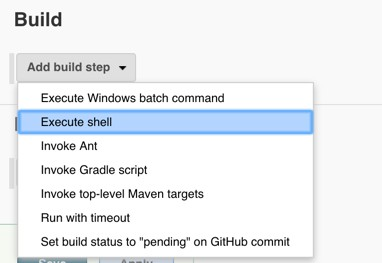 Build
Add build step
Execute Windows batch command
Execute shell
Invoke Ant
Invoke Gradle script
Invoke top-level Maven targets
Run with timeout
Set build status to "pending" on GitHub commit